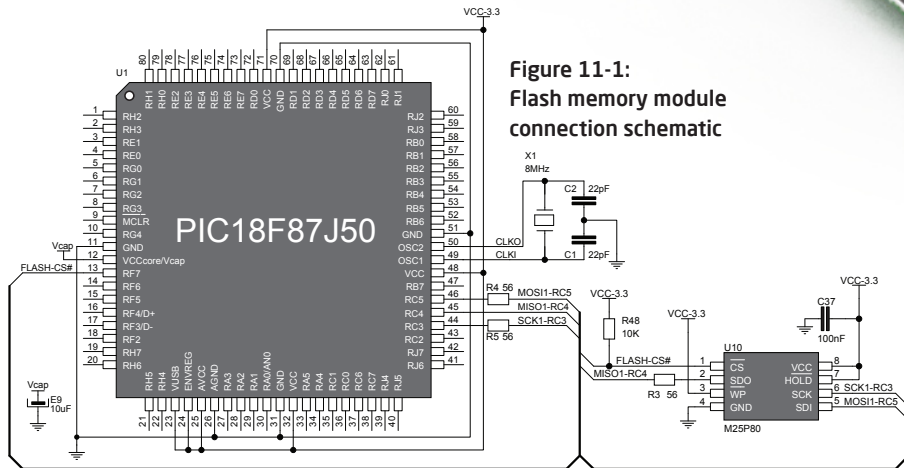 VCC-3.3
Figure 11-1:
Flash memory module
connection schematic
U1
80 79 78 77 76 75 74 73 72 71 70 69 68 67 66 65 64 63 62 61
RH1 RH0 RE2 RE3 RE4 RE5 RE6 RE7 RD0 VCC GND RD1 RD2 RD3 RD4 RD5 RD6 RD7 RJ0 RJ1
1 RH2
2 RH3
3 RE1
4 RE0
5 RG0
6 RG1
7 RG2
8 RG3
9 MCLR
10 RG4
11 GND
12 VCCcore/Vcap
13 RF7
14 RF6
15 RF5
16 RF4/D+
17 RF3/D-
18 RF2
19 RH7
20 RH6
Vcap
FLASH-CS#
PIC18F87J50
RJ2 60
RJ3 59
RB0 58
RB1 57
RB2 56
RB3 55
RB4 54
RB5 53
RB6 52
GND 51
OSC2 50
OSC1 49
VCC 48
RB7 47
RC5 46
RC4 45
RC3 44
RC2 43
RJ7 42
RJ6 41
RH5 RH4 VUSB ENVREG AVCC AGND RA3 RA2 RA1 RA0/AN0 GND VCC RA5 RA4 RC1 RC0 RC6 RC7 RJ4 RJ5
21 22 23 24 25 26 27 28 29 30 31 32 33 34 35 36 37 38 39 40
X1
8MHz
C2 22pF
C1 22pF
CLKO
CLKI
R4 56 MOSI1-RC5
MISO1-RC4
SCK1-RC3
R5 56
Vcap
E9
10uF
VCC-3.3
R48
10K
VCC-3.3
VCC-3.3
C37
100nF
U10
FLASH-CS#
MISO1-RC4
R3 56
1 CS
2 SDO
3 WP
4 GND
VCC 8
HOLD 7
SCK 6 SCK1-RC3
SDI 5 MOSI1-RC5
M25P80